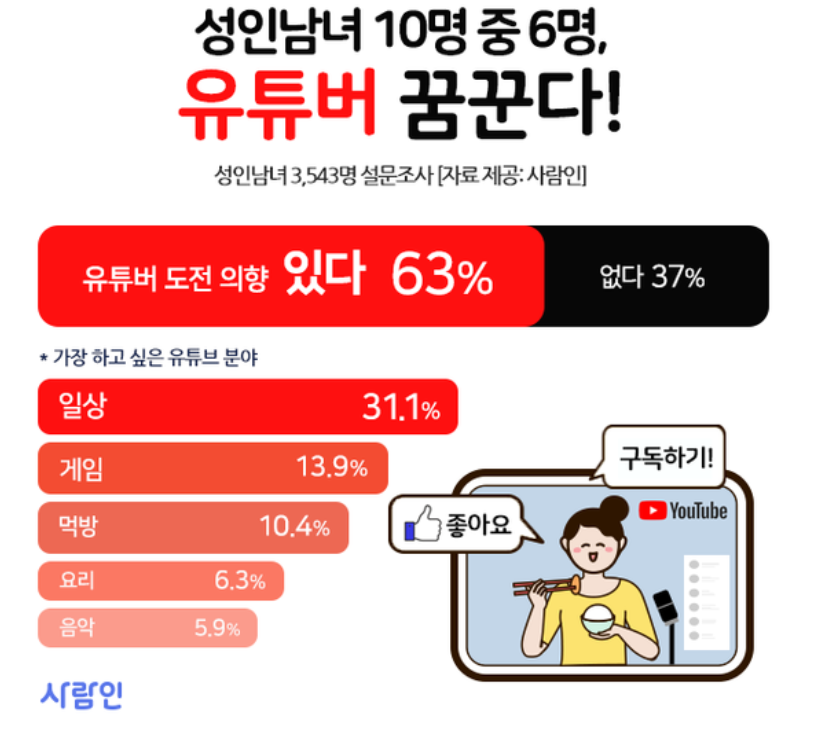 성인남녀 10명 중 6명,
유튜버 꿈꾼다!
성인남녀 3,543명 설문조사 [자료 제공: 사람인]
유튜버 도전 의향 있다 63%
없다 37%
* 가장 하고 싶은 유튜브 분야
일상 31.1%
게임 13.9%
먹방 10.4%
요리 6.3%
음악 5.9%
구독하기!
좋아요
YouTube
사람인